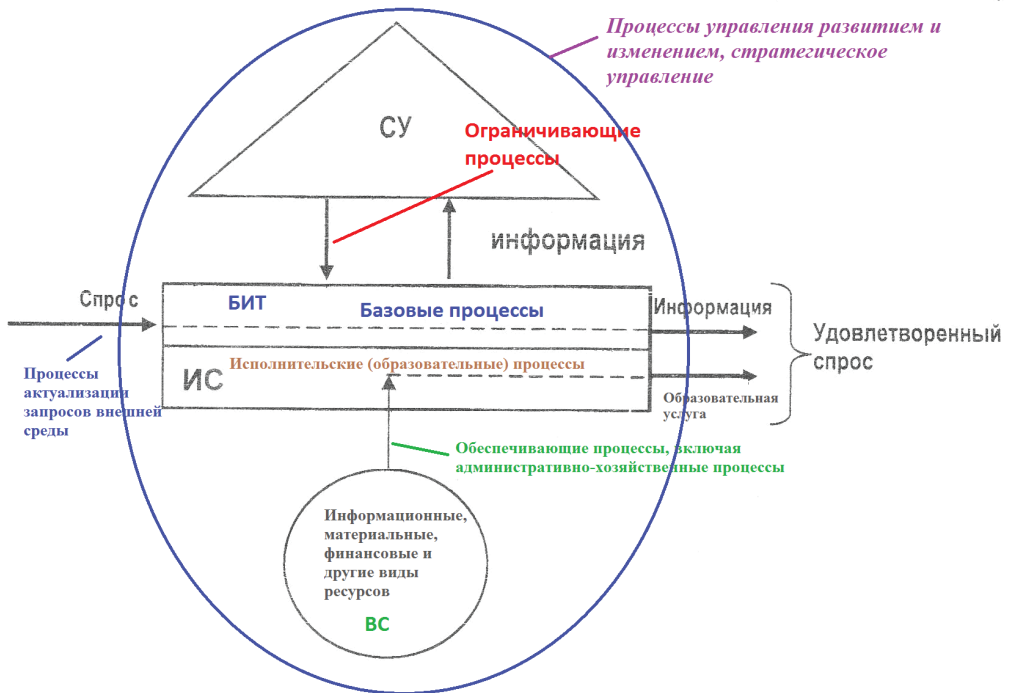 Процессы управления развитием и
изменением, стратегическое
управление
СУ
Ограничивающие
процессы
информация
Спрос
БИТ
Базовые процессы
Информация
Удовлетворенный
спрос
Исполнительские (образовательные) процессы
ИС
Процессы
актуализации
запросов внешней
среды
Образовательная
услуга
Обеспечивающие процессы, включая
административно-хозяйственные процессы
Информационные,
материальные,
финансовые и
другие виды
ресурсов
ВС